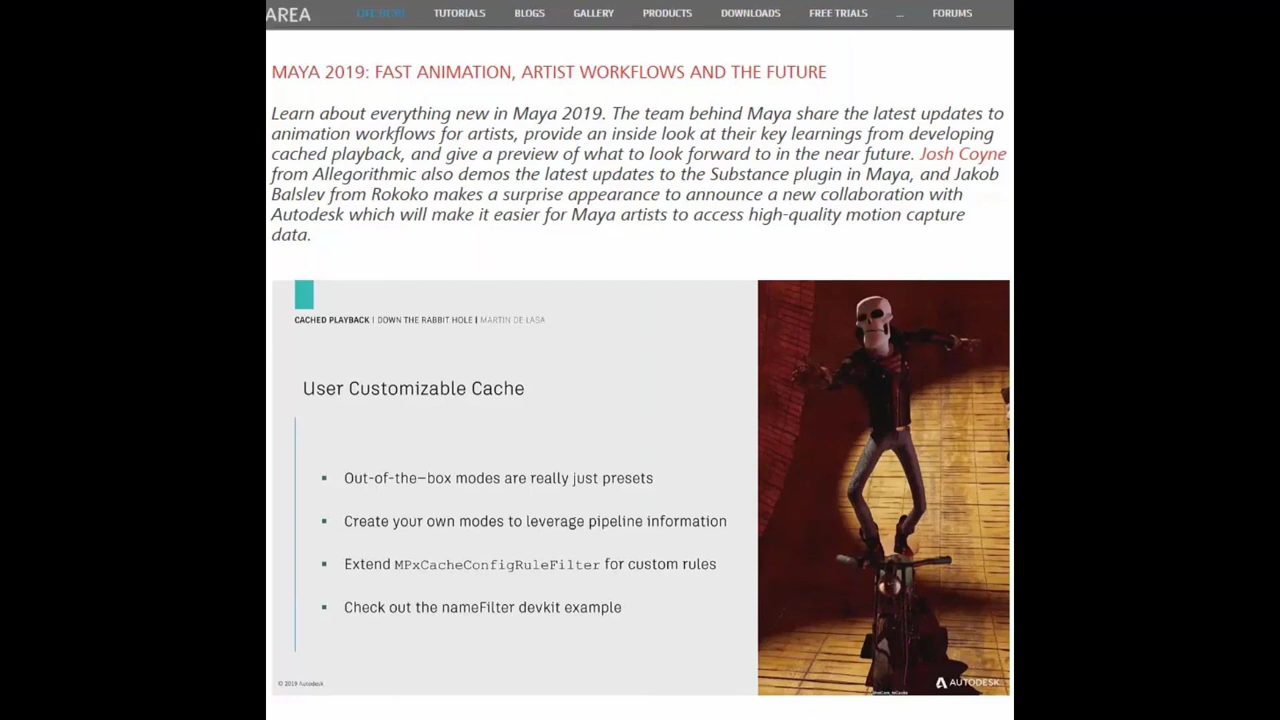 AREA
TUTORIALS
BLOGS
GALLERY
PRODUCTS
DOWNLOADS
FREE TRIALS
...
FORUMS
MAYA 2019: FAST ANIMATION, ARTIST WORKFLOWS AND THE FUTURE
Learn about everything new in Maya 2019. The team behind Maya share the latest updates to
animation workflows for artists, provide an inside look at their key learnings from developing
cached playback, and give a preview of what to look forward to in the near future. Josh Coyne
from Allegorithmic also demos the latest updates to the Substance plugin in Maya, and Jakob
Balslev from Rokoko makes a surprise appearance to announce a new collaboration with
Autodesk which will make it easier for Maya artists to access high-quality motion capture
data.
CACHED PLAYBACK | DOWN THE RABBIT HOLE | MARTIN DE LASA
User Customizable Cache
▪ Out-of-the-box modes are really just presets
▪ Create your own modes to leverage pipeline information
▪ Extend MPxCacheConfigRuleFilter for custom rules
▪ Check out the nameFilter devkit example
© 2019 Autodesk
AUTODESK